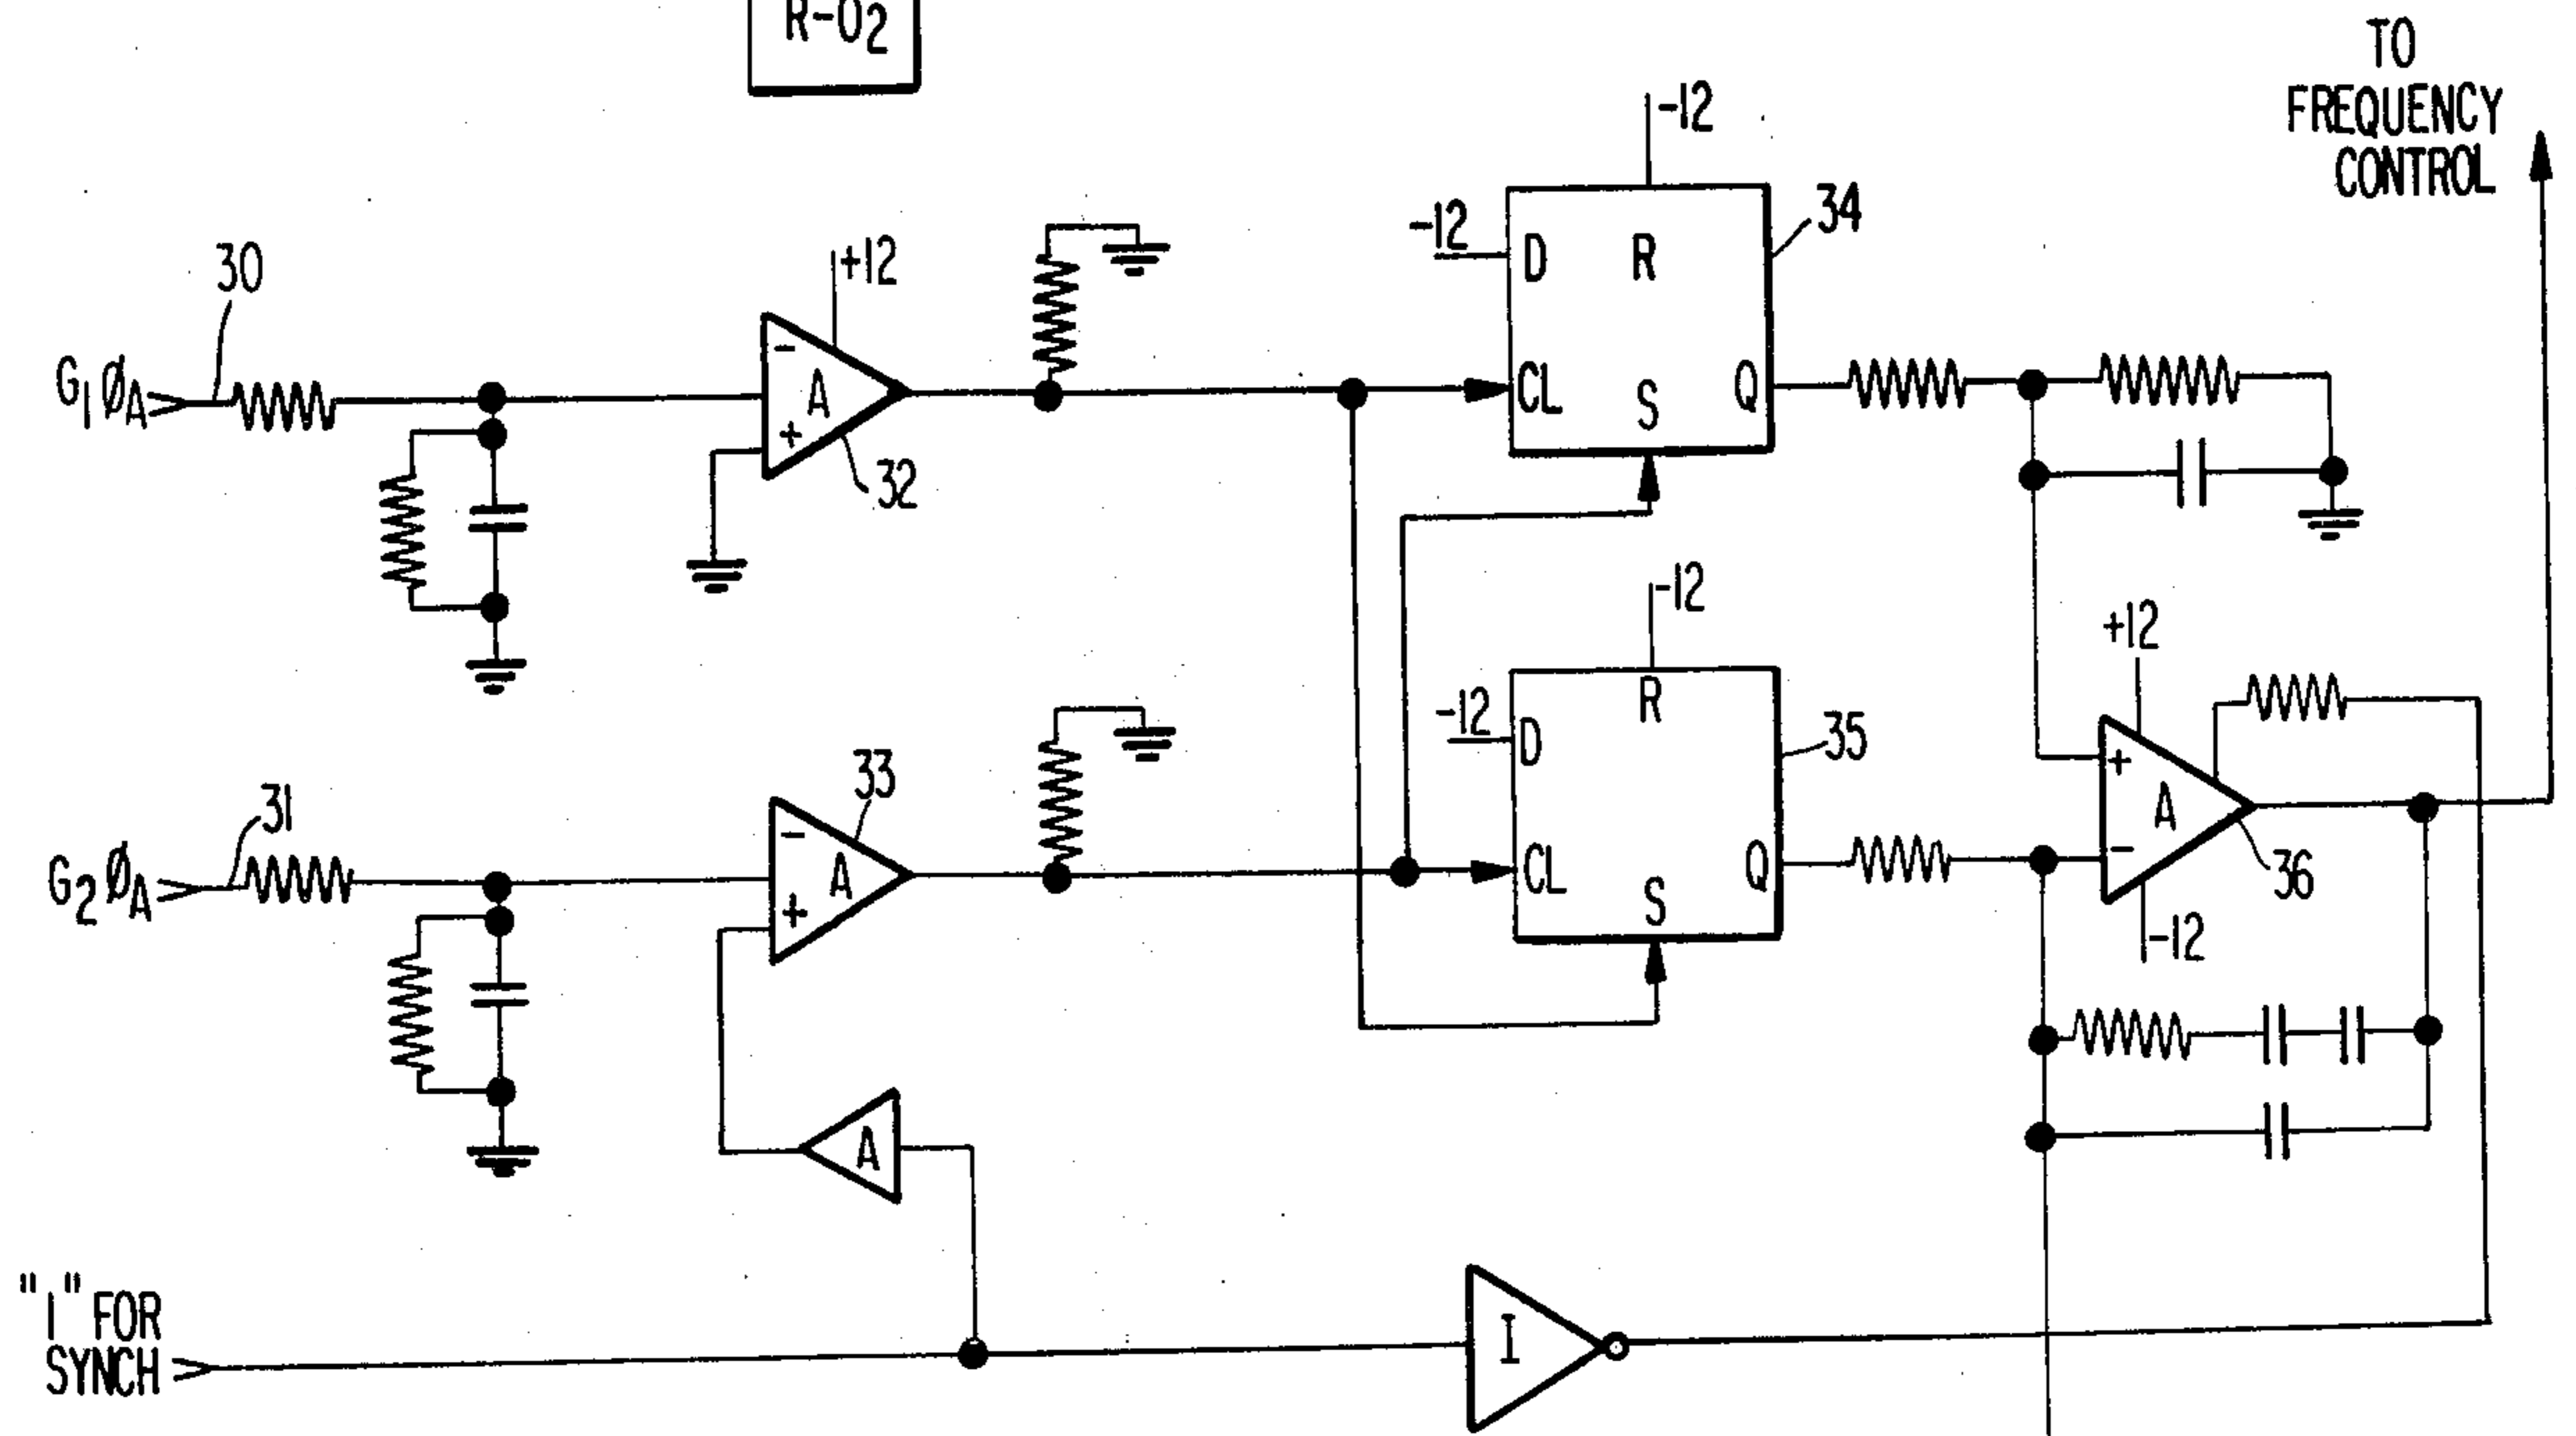 R-O2
TO
FREQUENCY
CONTROL
-12
34
-12
D
R
CL
S
Q
30
G1 ØA
+12
-
A
+
32
-12
R
-12
D
35
CL
S
Q
31
G2 ØA
33
-
A
+
+12
+
A
-
36
-12
A
"1" FOR
SYNCH
I